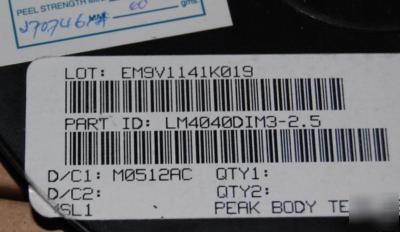 PEEL STRENGTH
MAX
60
LOT: EM9V1141K019
PART ID: LM4040DIM3-2.5
D/C1: M0512AC QTY1:
D/C2: QTY2:
MSL1 PEAK BODY TE